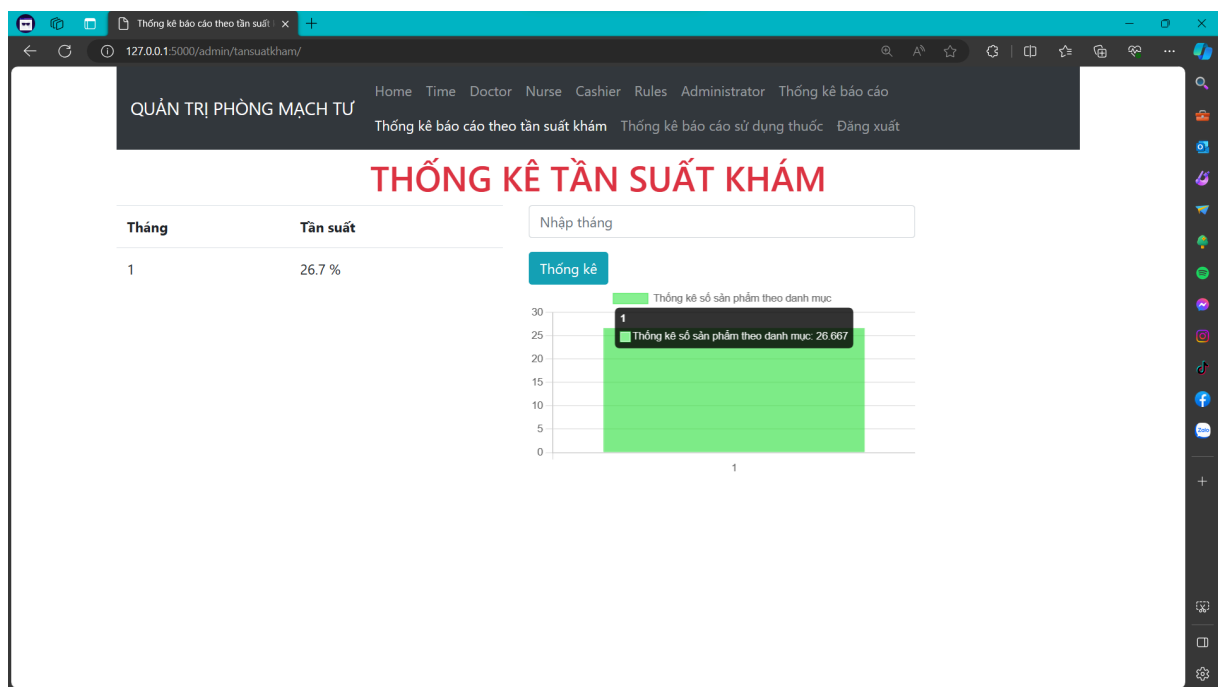 Thống kê báo cáo theo tần suất
127.0.0.1:5000/admin/tansuatkham/
QUẢN TRỊ PHÒNG MẠCH TƯ
Home Time Doctor Nurse Cashier Rules Administrator Thống kê báo cáo
Thống kê báo cáo theo tần suất khám Thống kê báo cáo sử dụng thuốc Đăng xuất
THỐNG KÊ TẦN SUẤT KHÁM
Tháng Tần suất
1 26.7 %
Nhập tháng
Thống kê
Thống kê số sản phẩm theo danh mục
30
1
25
Thống kê số sản phẩm theo danh mục: 26.667
20
15
10
5
0
1
Zalo